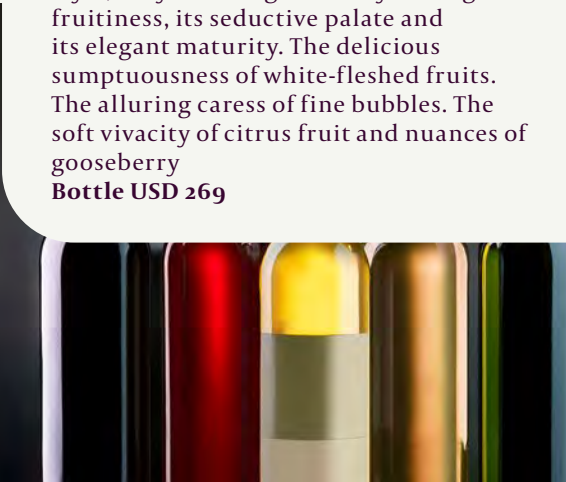 fruitiness, its seductive palate and
its elegant maturity. The delicious
sumptuousness of white-fleshed fruits.
The alluring caress of fine bubbles. The
soft vivacity of citrus fruit and nuances of
gooseberry
Bottle USD 269